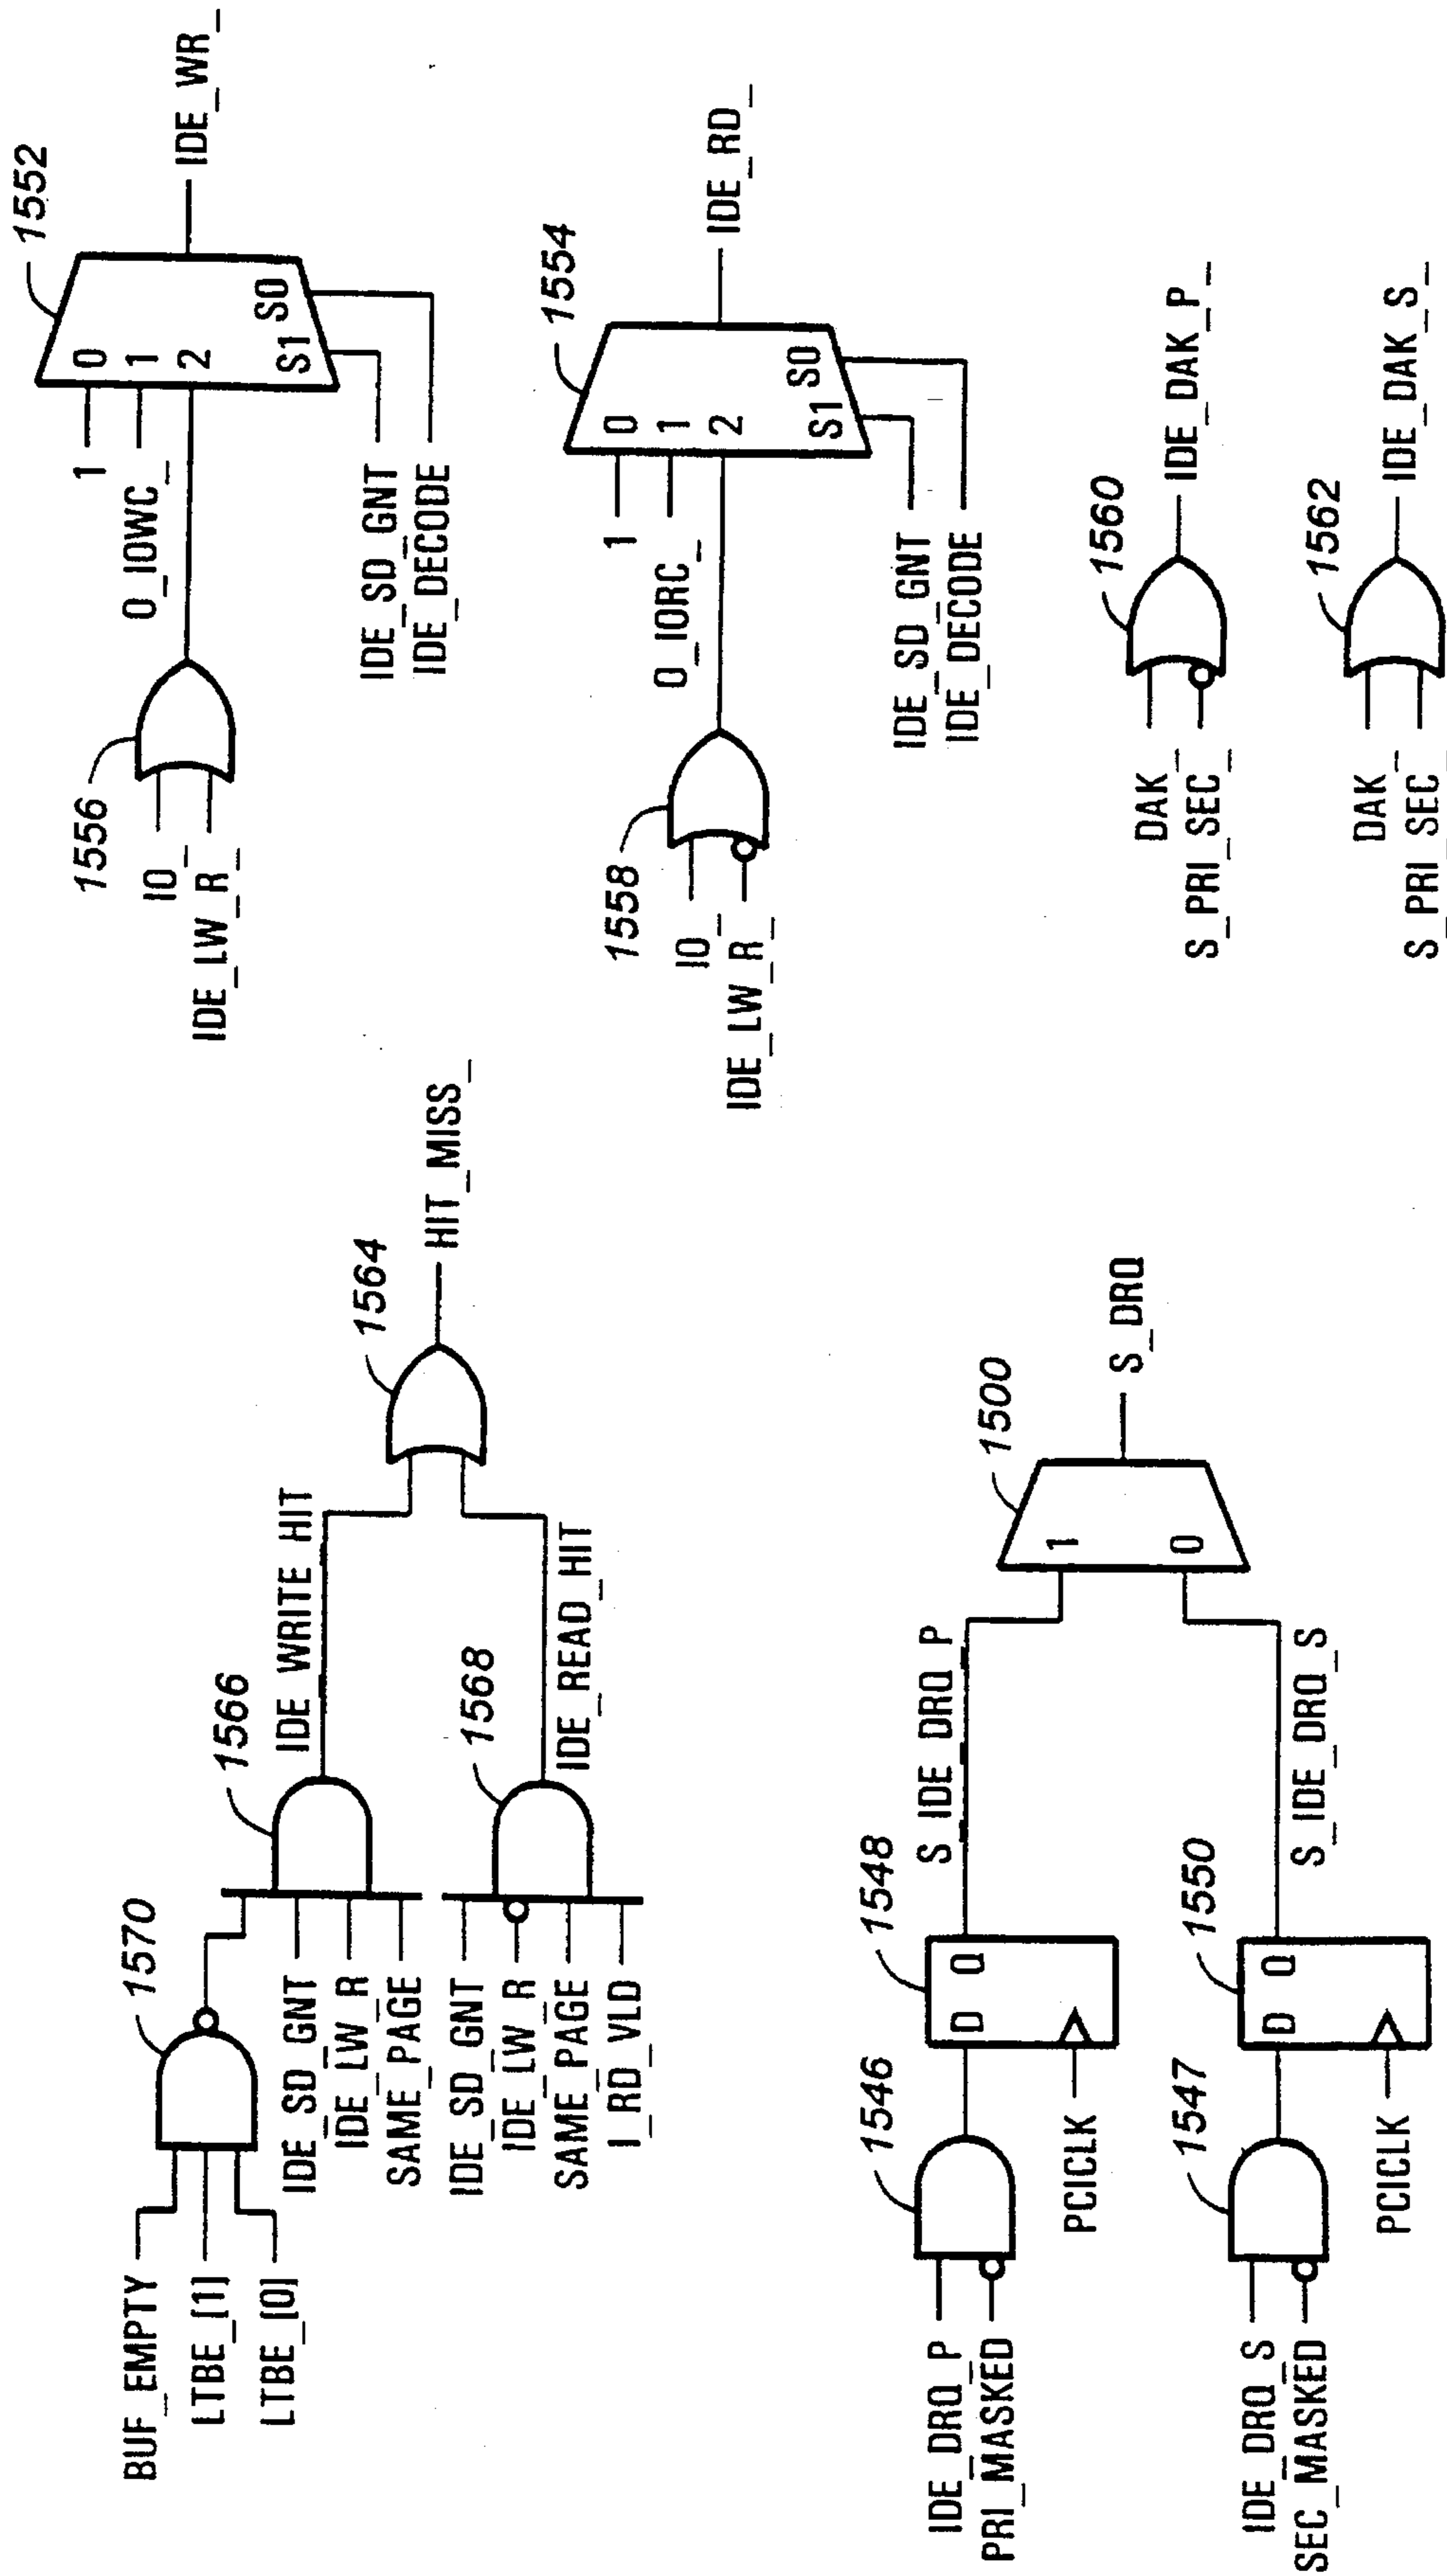 BUF_EMPTY
LTBE_[1]
LTBE_[0]
1570
IDE_SD_GNT
IDE_LW_R_
SAME_PAGE
1566
IDE_WRITE_HIT
IDE_SD_GNT
IDE_LW_R_
SAME_PAGE
I_RD_VLD
1568
IDE_READ_HIT
1564
HIT_MISS_
IDE_DRQ_P
PRI_MASKED
1546
PCICLK
D
Q
1548
S_IDE_DRQ_P
IDE_DRQ_S
SEC_MASKED
1547
PCICLK
D
Q
1550
S_IDE_DRQ_S
1
0
1500
S_DRQ
IO_
IDE_LW_R_
1556
1
O_IOWC_
0
1
2
S1
S0
IDE_SD_GNT
IDE_DECODE
1552
IDE_WR_
IO_
IDE_LW_R_
1558
1
O_IORC_
0
1
2
S1
S0
IDE_SD_GNT
IDE_DECODE
1554
IDE_RD_
DAK_
S_PRI_SEC_
1560
IDE_DAK_P_
DAK_
S_PRI_SEC_
1562
IDE_DAK_S_